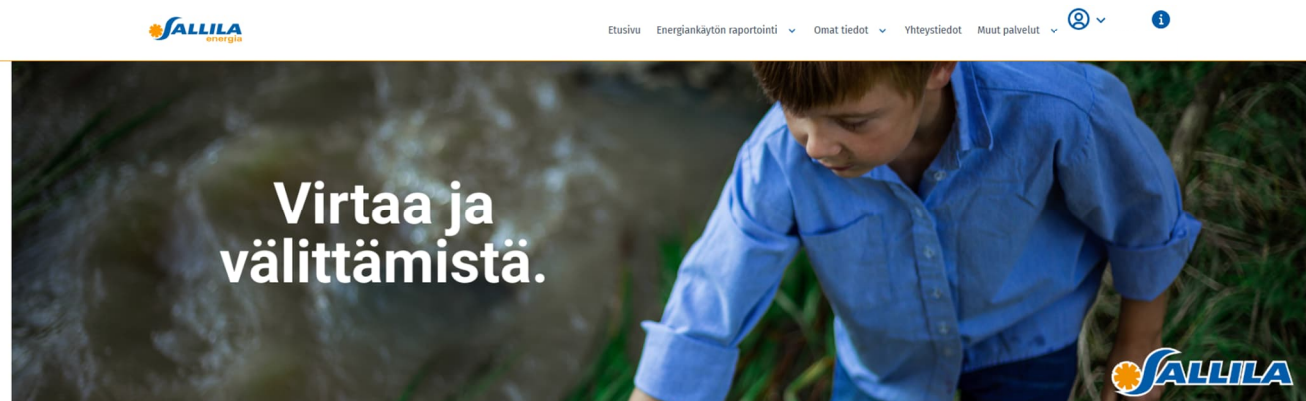 SALLILA
energia
Etusivu Energiankäytön raportointi Omat tiedot Yhteystiedot Muut palvelut
Virtaa ja
välittämistä.
SALLILA